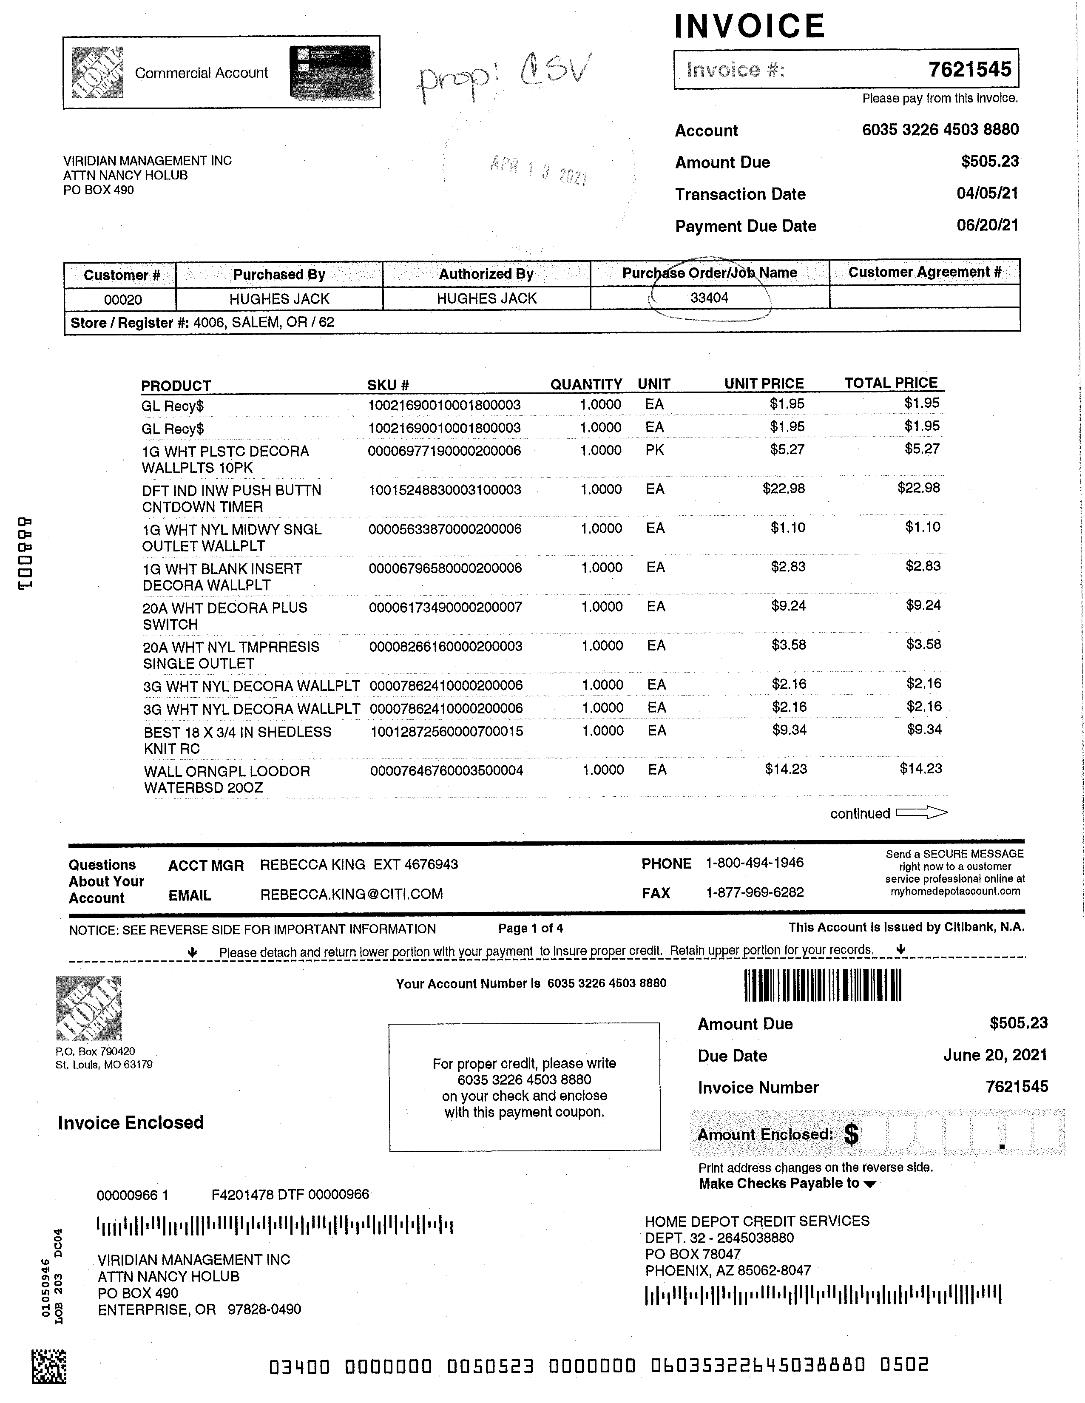 INVOICE
THE HOME DEPOT
Commercial Account
prop: CSV
Invoice #: 7621545
Please pay from this invoice.
Account 6035 3226 4503 8880
Amount Due $505.23
Transaction Date 04/05/21
Payment Due Date 06/20/21
VIRIDIAN MANAGEMENT INC
ATTN NANCY HOLUB
PO BOX 490
APR 13 2021
Customer # Purchased By Authorized By Purchase Order/Job Name Customer Agreement #
00020 HUGHES JACK HUGHES JACK 33404
Store / Register #: 4006, SALEM, OR / 62
PRODUCT SKU # QUANTITY UNIT UNIT PRICE TOTAL PRICE
GL Recy$ 10021690010001800003 1.0000 EA $1.95 $1.95
GL Recy$ 10021690010001800003 1.0000 EA $1.95 $1.95
1G WHT PLSTC DECORA 00006977190000200006 1.0000 PK $5.27 $5.27
WALLPLTS 10PK
DFT IND INW PUSH BUTTN 10015248830003100003 1.0000 EA $22.98 $22.98
CNTDOWN TIMER
1G WHT NYL MIDWY SNGL 00005633870000200006 1.0000 EA $1.10 $1.10
OUTLET WALLPLT
1G WHT BLANK INSERT 00006796580000200006 1.0000 EA $2.83 $2.83
DECORA WALLPLT
20A WHT DECORA PLUS 00006173490000200007 1.0000 EA $9.24 $9.24
SWITCH
20A WHT NYL TMPRRESIS 00008266160000200003 1.0000 EA $3.58 $3.58
SINGLE OUTLET
3G WHT NYL DECORA WALLPLT 00007862410000200006 1.0000 EA $2.16 $2.16
3G WHT NYL DECORA WALLPLT 00007862410000200006 1.0000 EA $2.16 $2.16
BEST 18 X 3/4 IN SHEDLESS 10012872560000700015 1.0000 EA $9.34 $9.34
KNIT RC
WALL ORNGPL LOODOR 00007646760003500004 1.0000 EA $14.23 $14.23
WATERBSD 20OZ
continued
880001
Questions About Your Account
ACCT MGR REBECCA KING EXT 4676943
EMAIL REBECCA.KING@CITI.COM
PHONE 1-800-494-1946
FAX 1-877-969-6282
Send a SECURE MESSAGE
right now to a customer
service professional online at
myhomedepotaccount.com
NOTICE: SEE REVERSE SIDE FOR IMPORTANT INFORMATION Page 1 of 4 This Account is Issued by Citibank, N.A.
Please detach and return lower portion with your payment to insure proper credit. Retain upper portion for your records.
THE HOME DEPOT
P.O. Box 790420
St. Louis, MO 63179
Your Account Number is 6035 3226 4503 8880
For proper credit, please write
6035 3226 4503 8880
on your check and enclose
with this payment coupon.
Amount Due $505.23
Due Date June 20, 2021
Invoice Number 7621545
Amount Enclosed: $ .
Print address changes on the reverse side.
Make Checks Payable to
Invoice Enclosed
00000966 1 F4201478 DTF 00000966
VIRIDIAN MANAGEMENT INC
ATTN NANCY HOLUB
PO BOX 490
ENTERPRISE, OR 97828-0490
HOME DEPOT CREDIT SERVICES
DEPT. 32 - 2645038880
PO BOX 78047
PHOENIX, AZ 85062-8047
01050946
LOB 203 DC04
03400 0000000 0050523 0000000 0603532264503880 0502